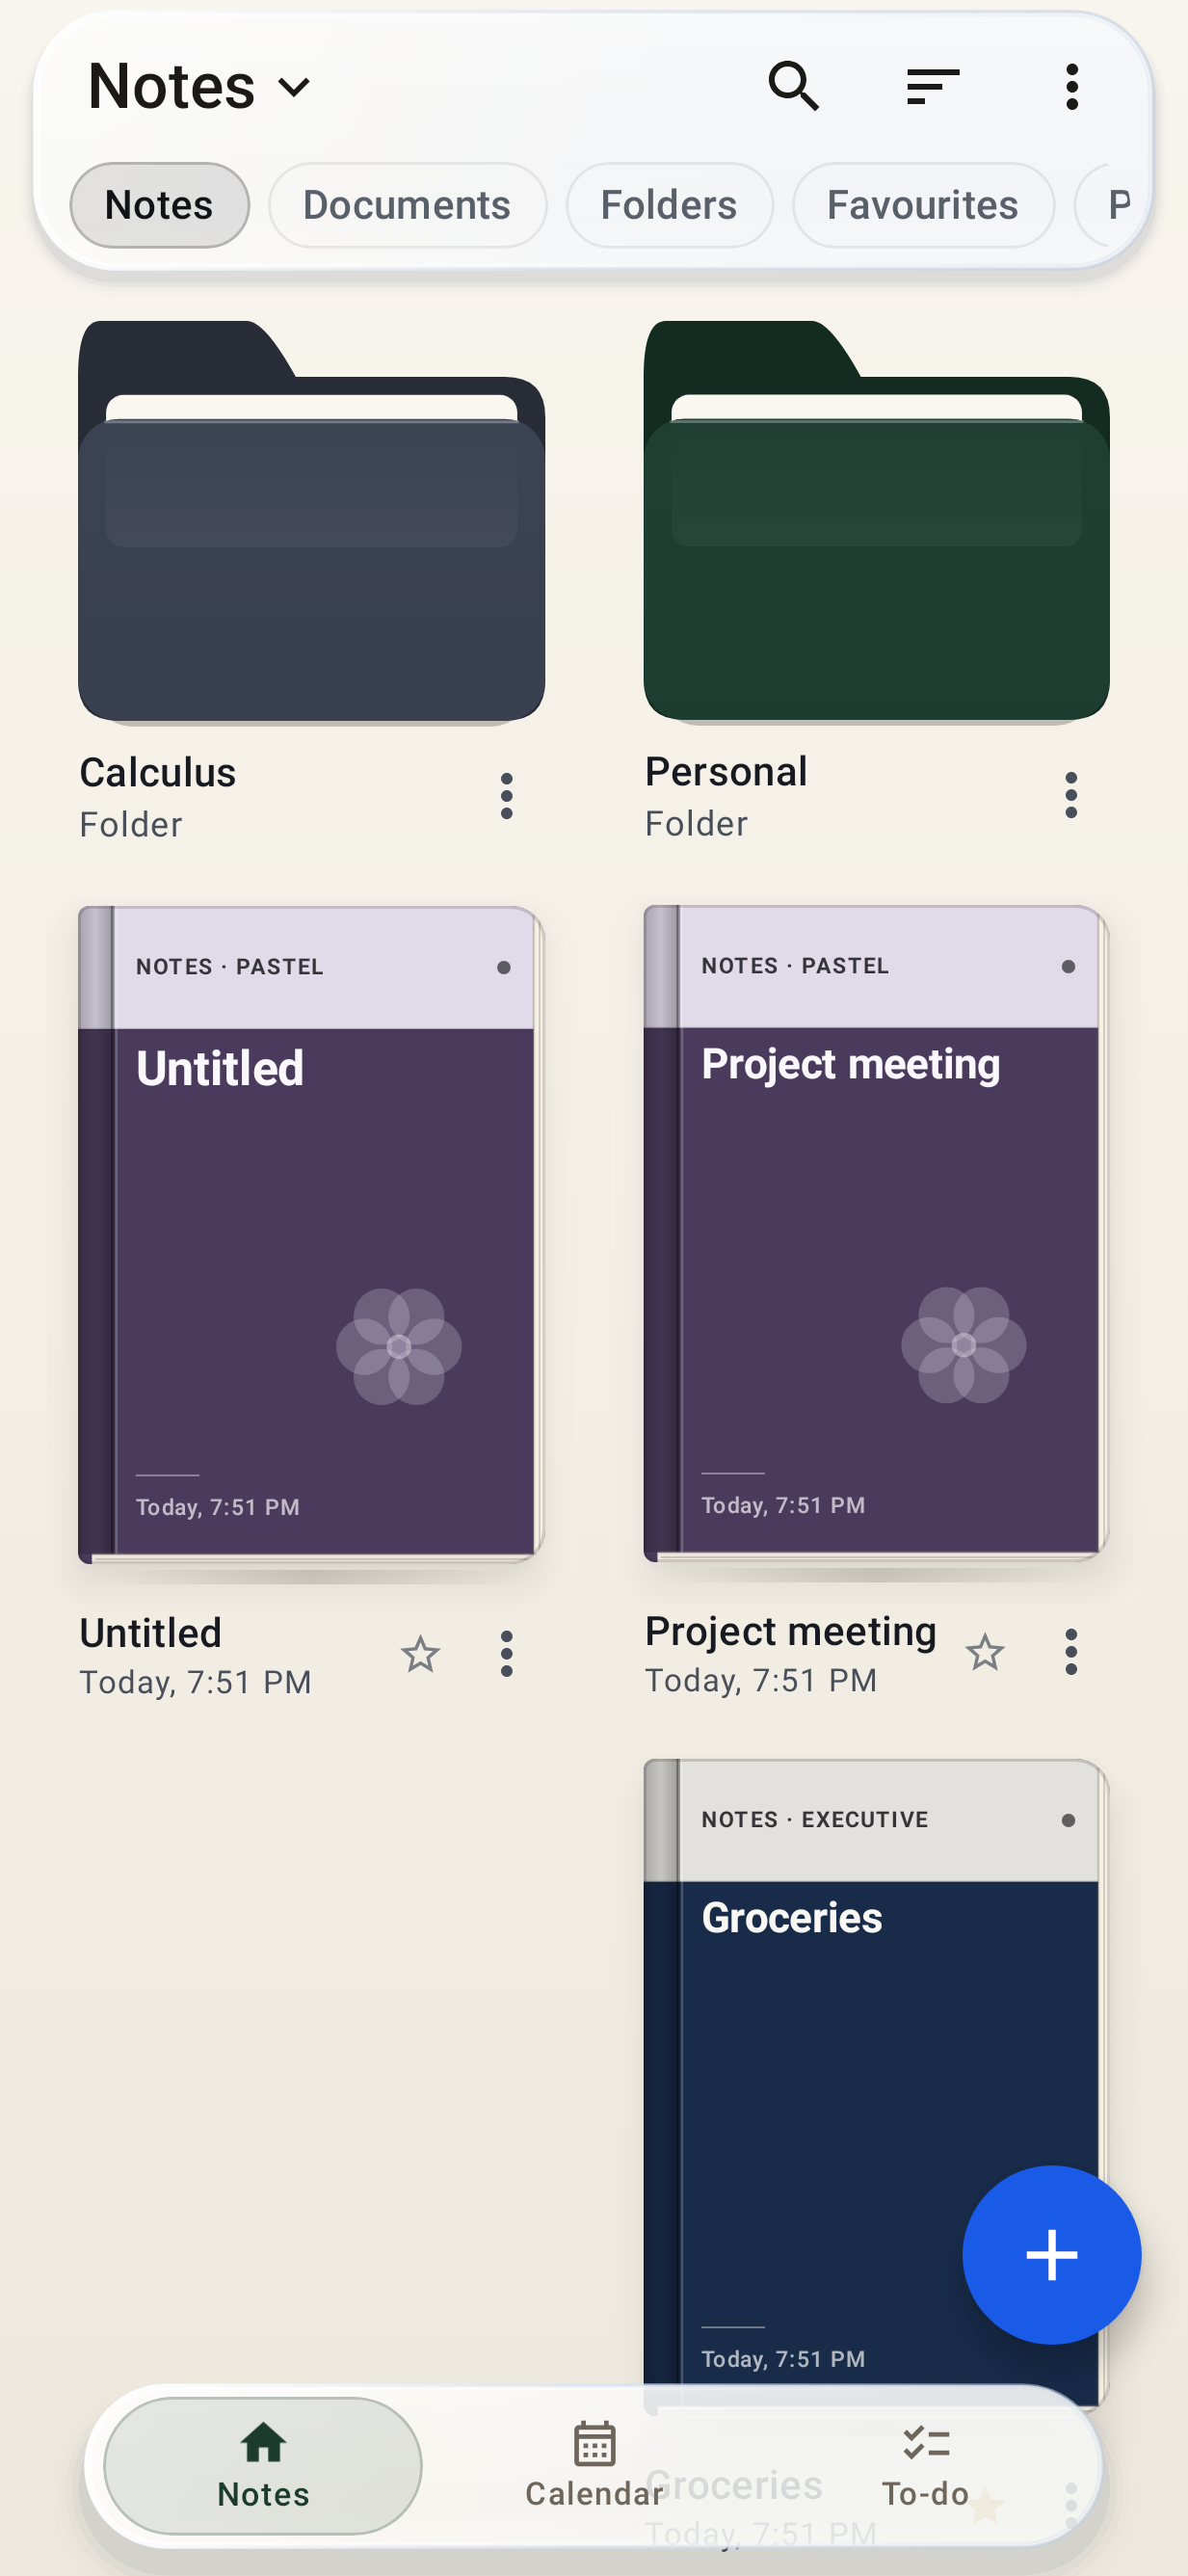 Notes
Notes Documents Folders Favourites P
Calculus
Folder
Personal
Folder
NOTES · PASTEL
Untitled
Today, 7:51 PM
NOTES · PASTEL
Project meeting
Today, 7:51 PM
Untitled
Today, 7:51 PM
Project meeting
Today, 7:51 PM
NOTES · EXECUTIVE
Groceries
Today, 7:51 PM
Groceries
Today, 7:51 PM
Notes
Calendar
To-do